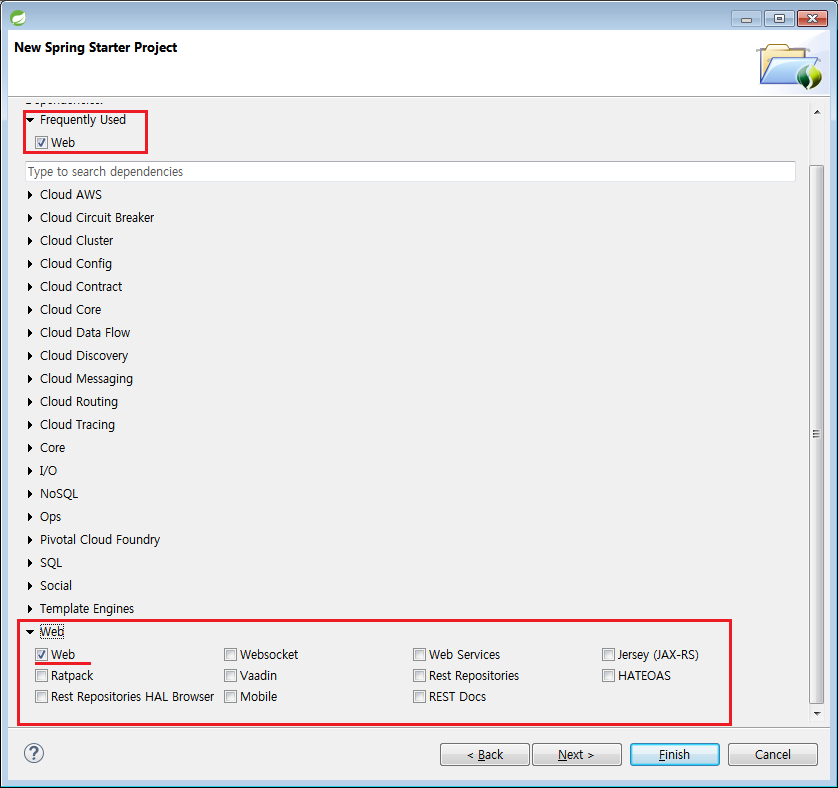 New Spring Starter Project
Dependencies:
Frequently Used
Web
Type to search dependencies
Cloud AWS
Cloud Circuit Breaker
Cloud Cluster
Cloud Config
Cloud Contract
Cloud Core
Cloud Data Flow
Cloud Discovery
Cloud Messaging
Cloud Routing
Cloud Tracing
Core
I/O
NoSQL
Ops
Pivotal Cloud Foundry
SQL
Social
Template Engines
Web
Web Websocket Web Services Jersey (JAX-RS)
Ratpack Vaadin Rest Repositories HATEOAS
Rest Repositories HAL Browser Mobile REST Docs
? < Back Next > Finish Cancel